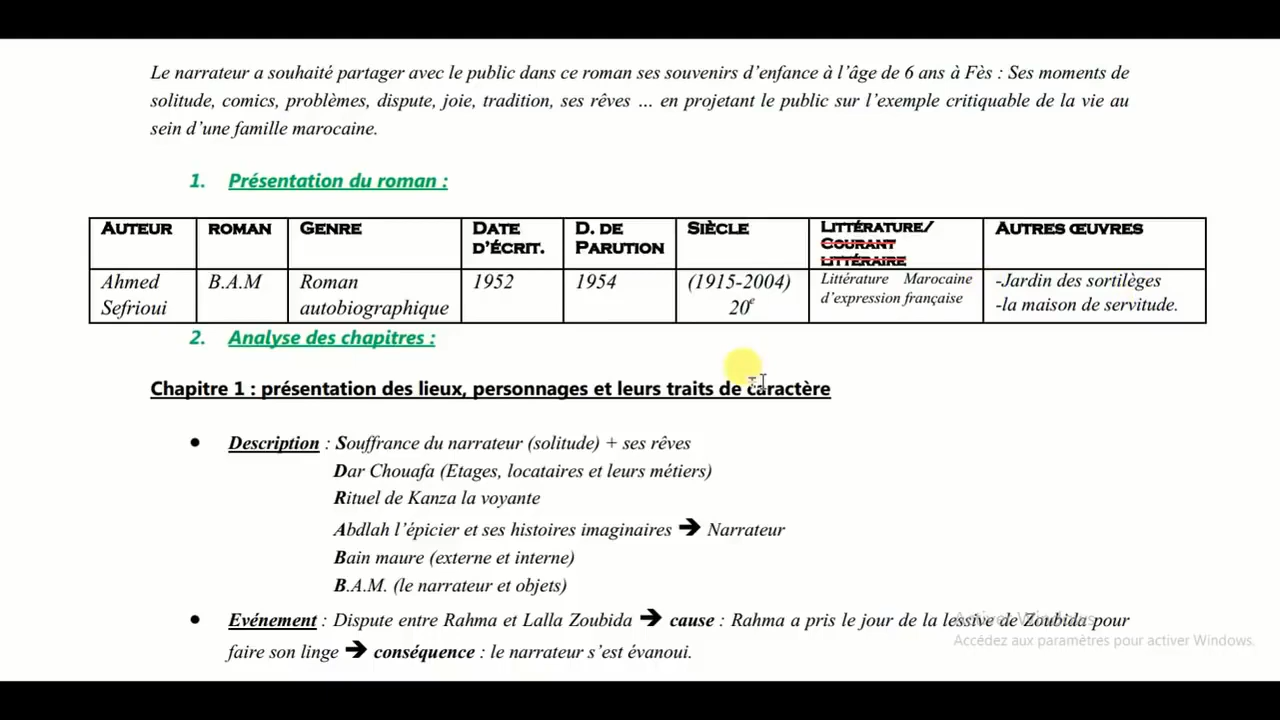 Le narrateur a souhaité partager avec le public dans ce roman ses souvenirs d'enfance à l'âge de 6 ans à Fès : Ses moments de
solitude, comics, problèmes, dispute, joie, tradition, ses rêves … en projetant le public sur l'exemple critiquable de la vie au
sein d'une famille marocaine.
1. Présentation du roman :
AUTEUR ROMAN GENRE DATE D'ÉCRIT. D. DE PARUTION SIÈCLE LITTÉRATURE/ COURANT LITTÉRAIRE AUTRES ŒUVRES
Ahmed Sefrioui B.A.M Roman autobiographique 1952 1954 (1915-2004) 20e Littérature Marocaine d'expression française -Jardin des sortilèges -la maison de servitude.
2. Analyse des chapitres :
Chapitre 1 : présentation des lieux, personnages et leurs traits de caractère
● Description : Souffrance du narrateur (solitude) + ses rêves
Dar Chouafa (Etages, locataires et leurs métiers)
Rituel de Kanza la voyante
Abdlah l'épicier et ses histoires imaginaires ➔ Narrateur
Bain maure (externe et interne)
B.A.M. (le narrateur et objets)
● Evénement : Dispute entre Rahma et Lalla Zoubida ➔ cause : Rahma a pris le jour de la lessive de Zoubida pour
faire son linge ➔ conséquence : le narrateur s'est évanoui.
Activer Windows
Accédez aux paramètres pour activer Windows.